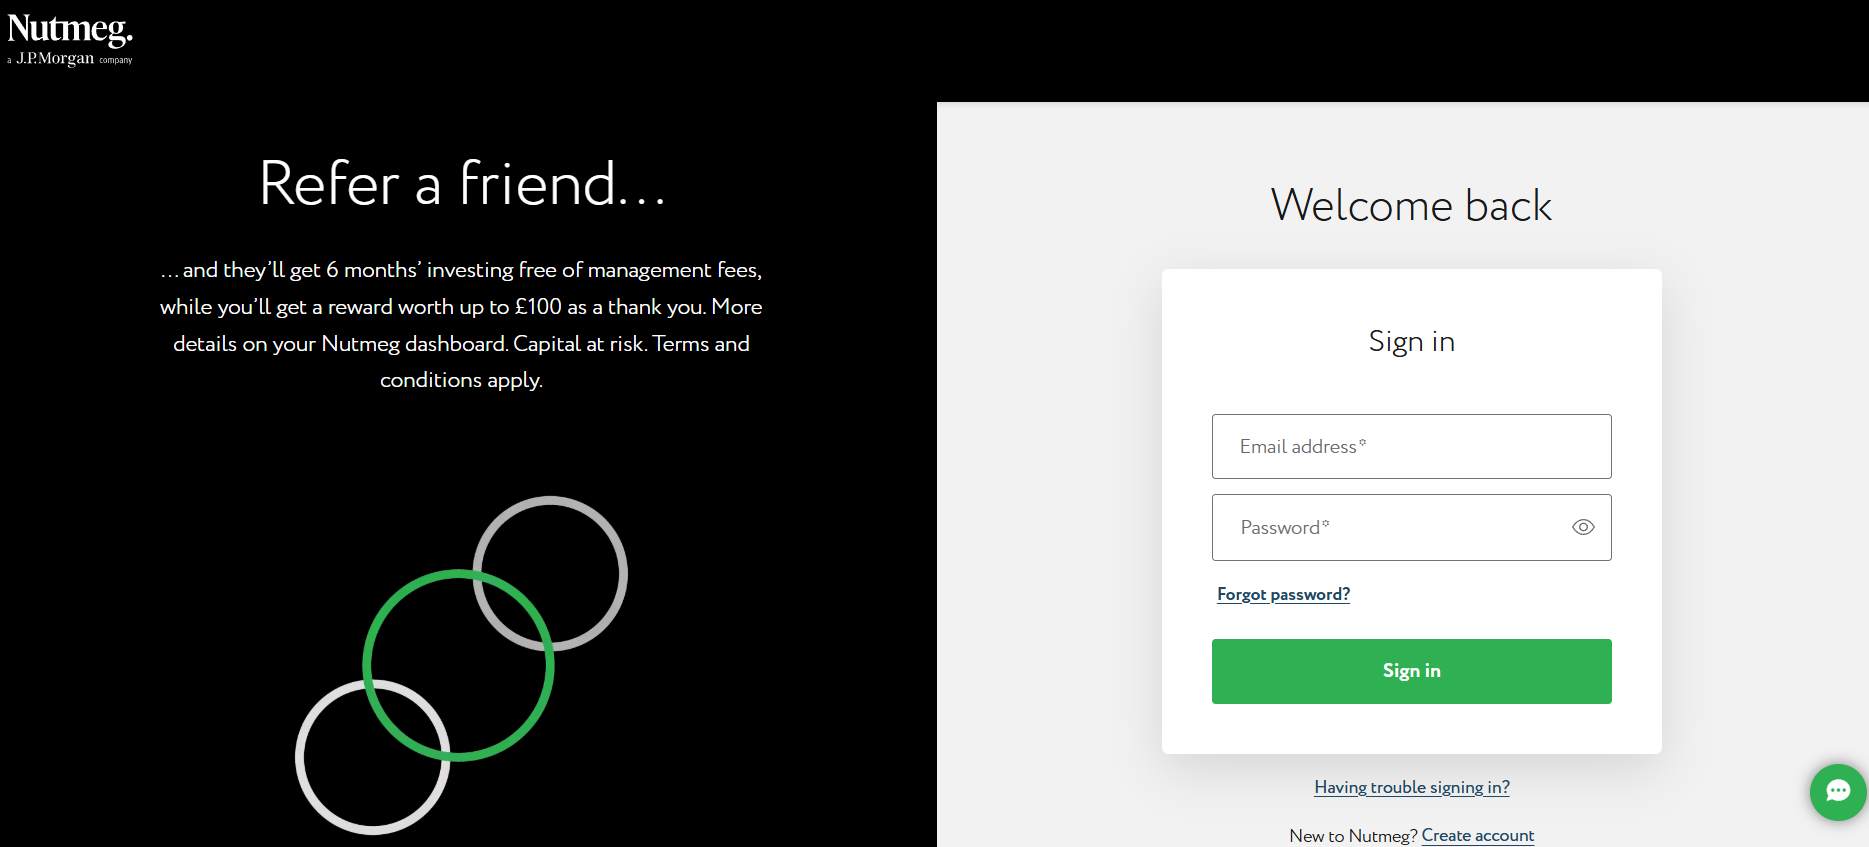 Nutmeg.
a J.P.Morgan company
Refer a friend...
...and they’ll get 6 months’ investing free of management fees,
while you’ll get a reward worth up to £100 as a thank you. More
details on your Nutmeg dashboard. Capital at risk. Terms and
conditions apply.
Welcome back
Sign in
Email address*
Password*
Forgot password?
Sign in
Having trouble signing in?
New to Nutmeg? Create account